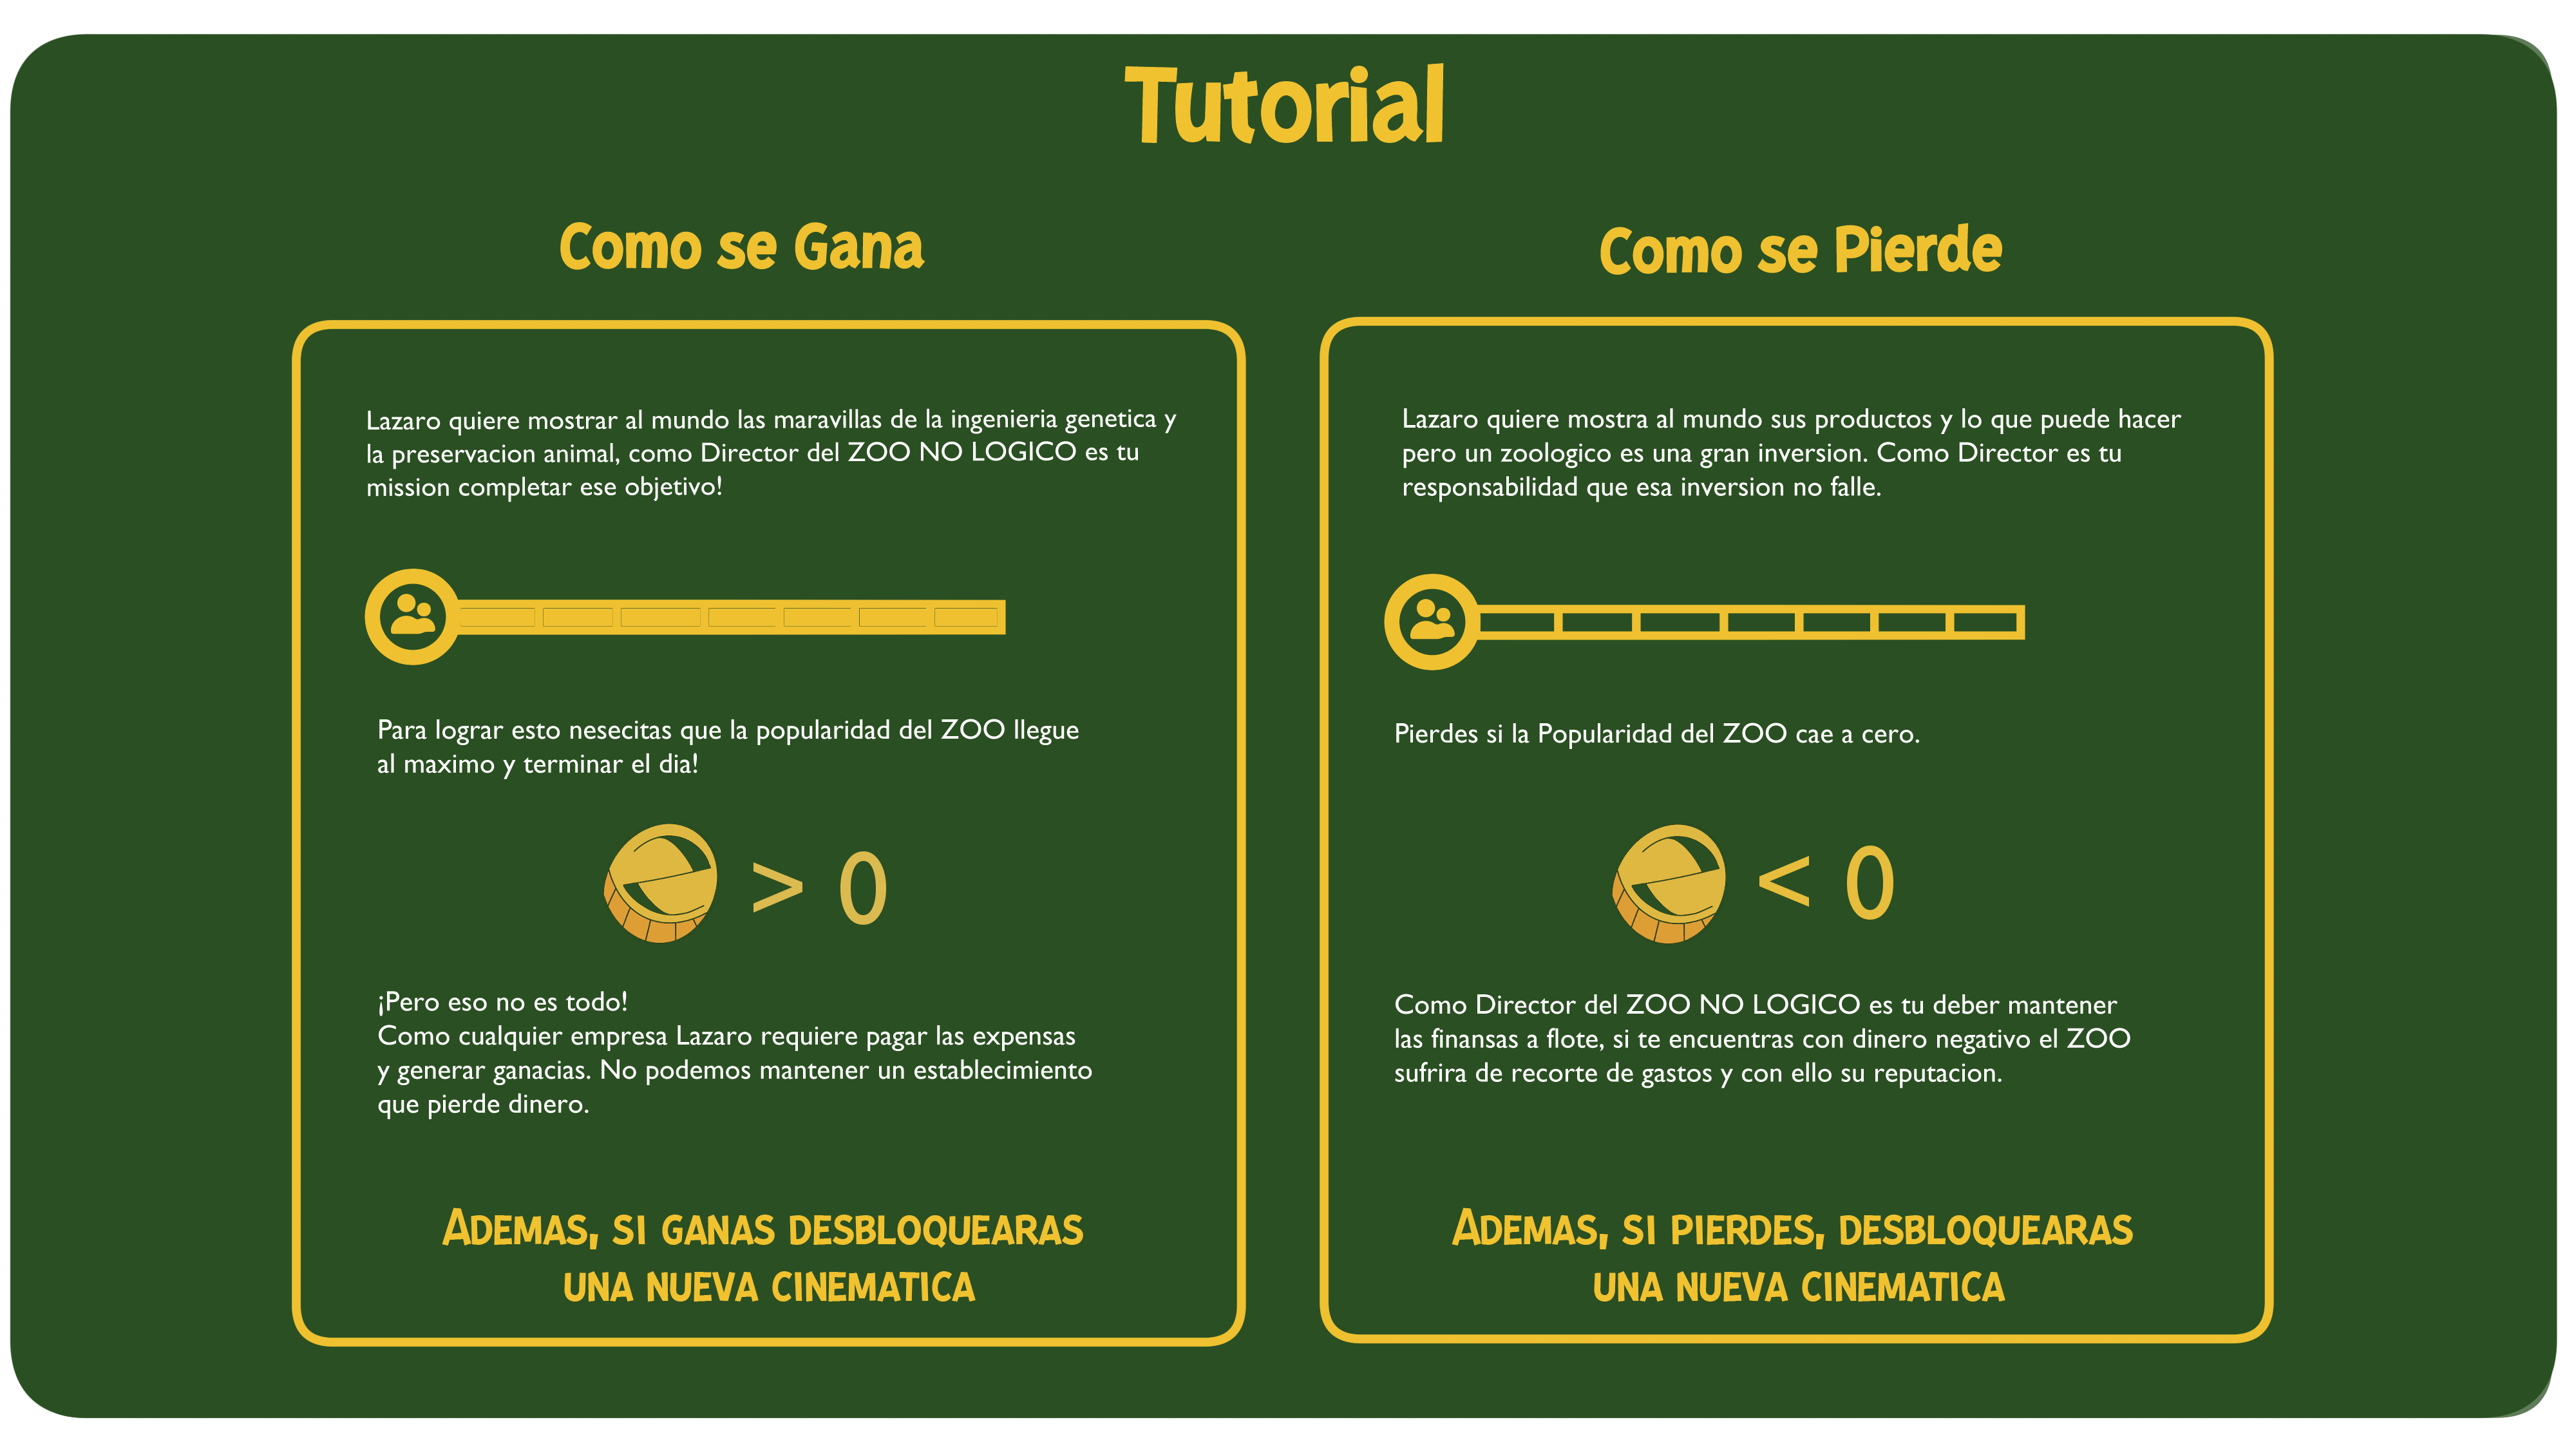 Tutorial
Como se Gana
Lazaro quiere mostrar al mundo las maravillas de la ingenieria genetica y
la preservacion animal, como Director del ZOO NO LOGICO es tu
mission completar ese objetivo!
Para lograr esto nesecitas que la popularidad del ZOO llegue
al maximo y terminar el dia!
> 0
¡Pero eso no es todo!
Como cualquier empresa Lazaro requiere pagar las expensas
y generar ganacias. No podemos mantener un establecimiento
que pierde dinero.
ADEMAS, SI GANAS DESBLOQUEARAS
UNA NUEVA CINEMATICA
Como se Pierde
Lazaro quiere mostra al mundo sus productos y lo que puede hacer
pero un zoologico es una gran inversion. Como Director es tu
responsabilidad que esa inversion no falle.
Pierdes si la Popularidad del ZOO cae a cero.
< 0
Como Director del ZOO NO LOGICO es tu deber mantener
las finansas a flote, si te encuentras con dinero negativo el ZOO
sufrira de recorte de gastos y con ello su reputacion.
ADEMAS, SI PIERDES, DESBLOQUEARAS
UNA NUEVA CINEMATICA